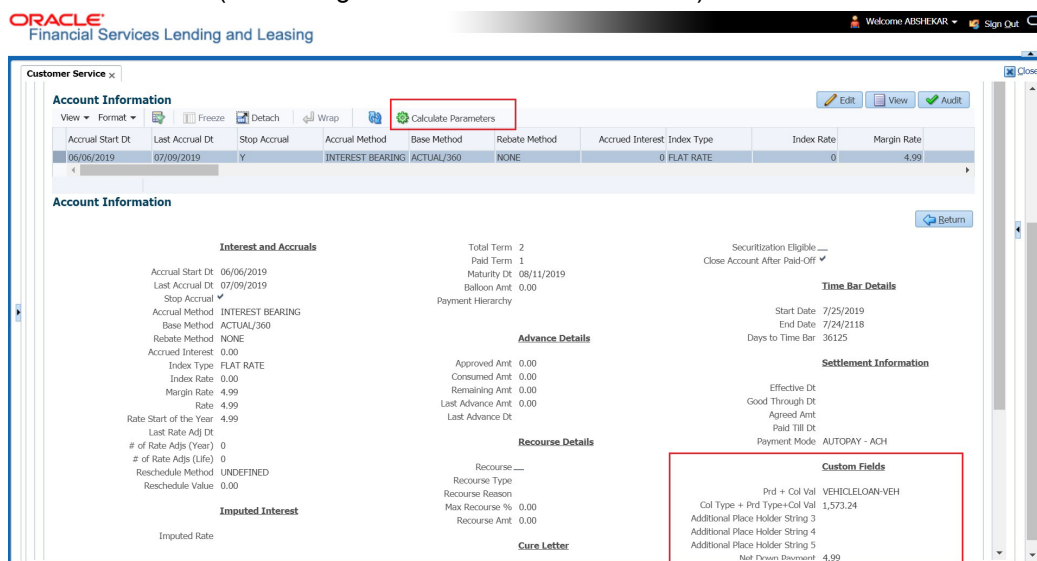 ORACLE
Financial Services Lending and Leasing
Welcome ABSHEKAR
Sign Out
Customer Service
Close
Account Information
Edit View Audit
View Format Freeze Detach Wrap Calculate Parameters
Accrual Start Dt Last Accrual Dt Stop Accrual Accrual Method Base Method Rebate Method Accrued Interest Index Type Index Rate Margin Rate
06/06/2019 07/09/2019 Y INTEREST BEARING ACTUAL/360 NONE 0 FLAT RATE 0 4.99
Account Information
Return
Interest and Accruals
Accrual Start Dt 06/06/2019
Last Accrual Dt 07/09/2019
Stop Accrual
Accrual Method INTEREST BEARING
Base Method ACTUAL/360
Rebate Method NONE
Accrued Interest 0.00
Index Type FLAT RATE
Index Rate 0.00
Margin Rate 4.99
Rate 4.99
Rate Start of the Year 4.99
Last Rate Adj Dt
# of Rate Adjs (Year) 0
# of Rate Adjs (Life) 0
Reschedule Method UNDEFINED
Reschedule Value 0.00
Imputed Interest
Imputed Rate
Total Term 2
Paid Term 1
Maturity Dt 08/11/2019
Balloon Amt 0.00
Payment Hierarchy
Advance Details
Approved Amt 0.00
Consumed Amt 0.00
Remaining Amt 0.00
Last Advance Amt 0.00
Last Advance Dt
Recourse Details
Recourse
Recourse Type
Recourse Reason
Max Recourse % 0.00
Recourse Amt 0.00
Cure Letter
Securitization Eligible
Close Account After Paid-Off
Time Bar Details
Start Date 7/25/2019
End Date 7/24/2118
Days to Time Bar 36125
Settlement Information
Effective Dt
Good Through Dt
Agreed Amt
Paid Till Dt
Payment Mode AUTOPAY - ACH
Custom Fields
Prd + Col Val VEHICLELOAN-VEH
Col Type + Prd Type+Col Val 1,573.24
Additional Place Holder String 3
Additional Place Holder String 4
Additional Place Holder String 5
Net Down Payment 4.99